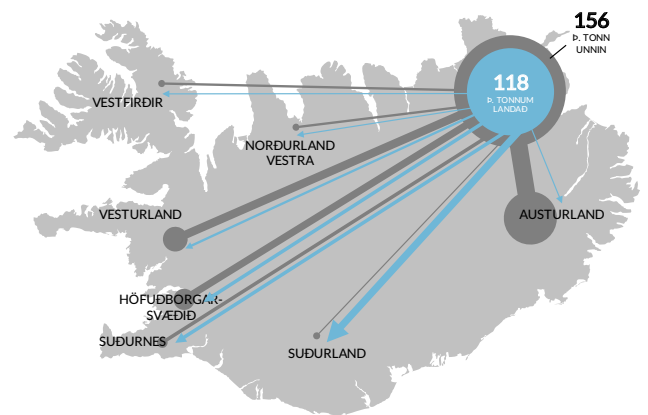 156
Þ. TONN
UNNIN
118
Þ. TONNUM
LANDAÐ
VESTFIRÐIR
NORÐURLAND
VESTRA
VESTURLAND
AUSTURLAND
HÖFUÐBORGAR-
SVÆÐIÐ
SUÐURNES
SUÐURLAND